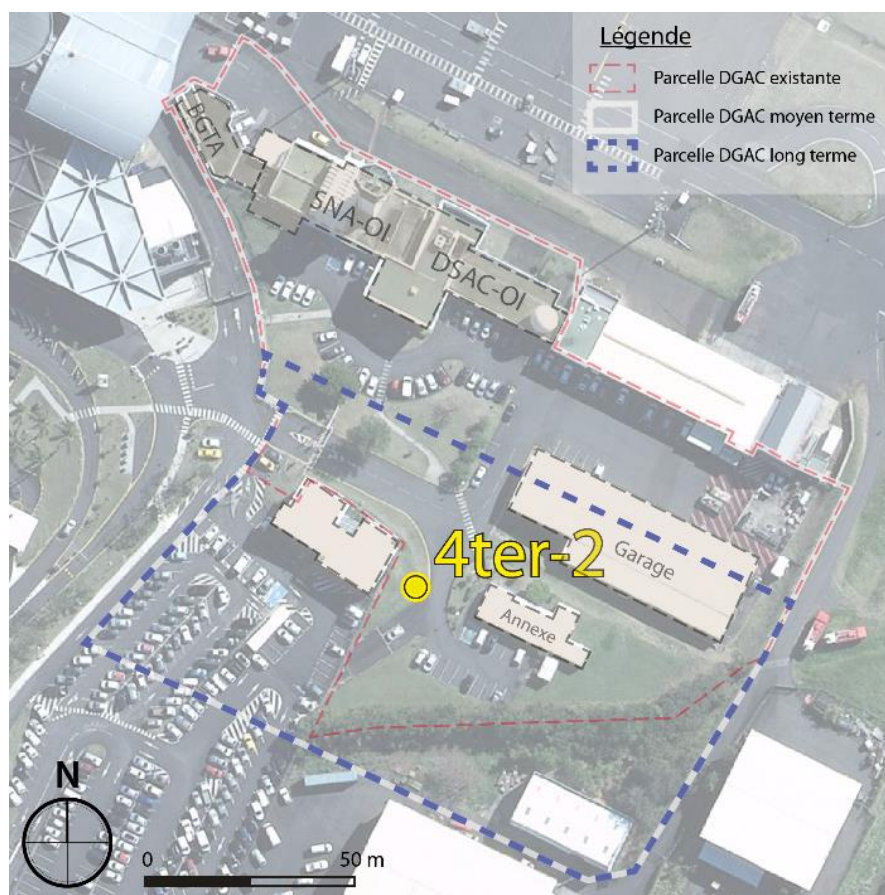 Légende
Parcelle DGAC existante
Parcelle DGAC moyen terme
Parcelle DGAC long terme
BGTA
SNA-OI
DSAC-OI
4ter-2
Garage
Annexe
N
0 50 m